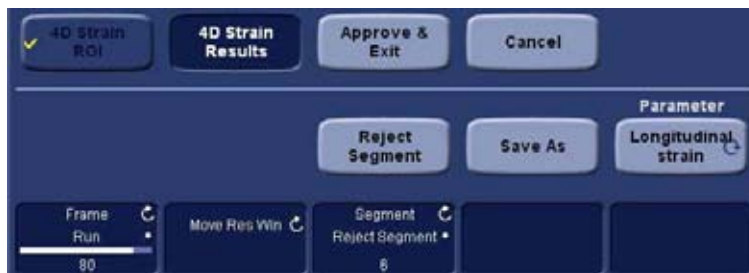 4D Strain
ROI
4D Strain
Results
Approve &
Exit
Cancel
Parameter
Reject
Segment
Save As
Longitudinal
strain
Frame
Run
80
Move Res Win
Segment
Reject Segment
6